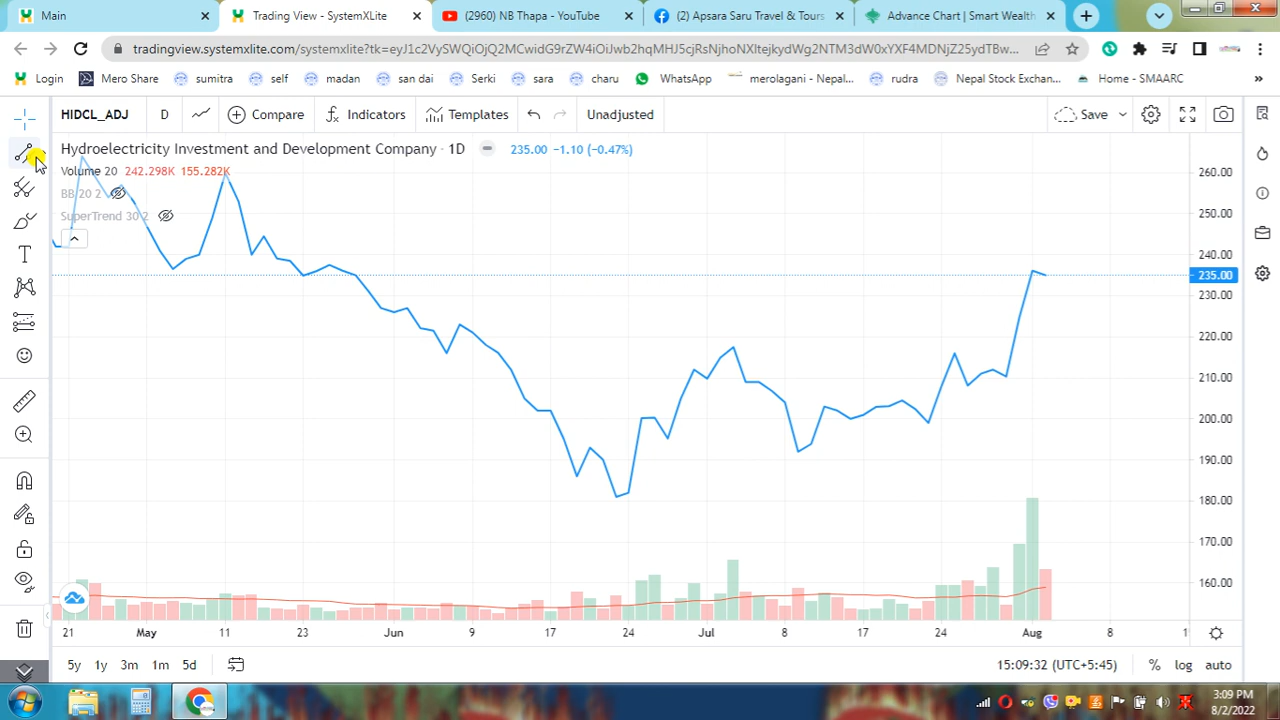 Main
Trading View - SystemXLite
(2960) NB Thapa - YouTube
(2) Apsara Saru Travel & Tours
Advance Chart | Smart Wealth
Login
Mero Share
sumitra
self
madan
san dai
Serki
sara
charu
WhatsApp
merolagani - Nepal...
rudra
Nepal Stock Exchan...
Home - SMAARC
»
HIDCL_ADJ
D
Compare
Indicators
Templates
Unadjusted
Save
Hydroelectricity Investment and Development Company · 1D
235.00 −1.10 (−0.47%)
Volume 20 242.298K 155.282K
BB 20 2
SuperTrend 30 2
260.00
250.00
240.00
235.00
230.00
220.00
210.00
200.00
190.00
180.00
170.00
160.00
21 May 11 23 Jun 9 17 24 Jul 8 17 24 Aug 8
5y 1y 3m 1m 5d
15:09:32 (UTC+5:45)
% log auto
3:09 PM
8/2/2022